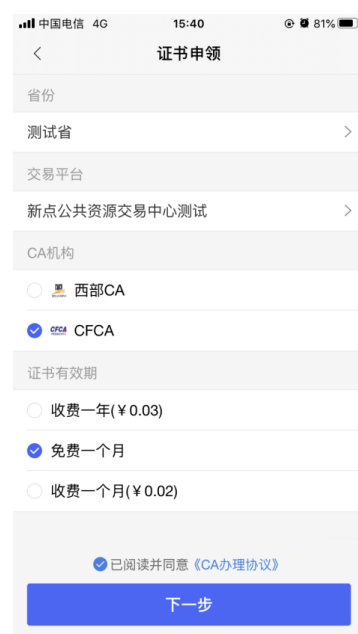 中国电信 4G 15:40 81%
证书申领
省份
测试省
交易平台
新点公共资源交易中心测试
CA机构
西部CA
CFCA CFCA
证书有效期
收费一年(¥0.03)
免费一个月
收费一个月(¥0.02)
已阅读并同意《CA办理协议》
下一步